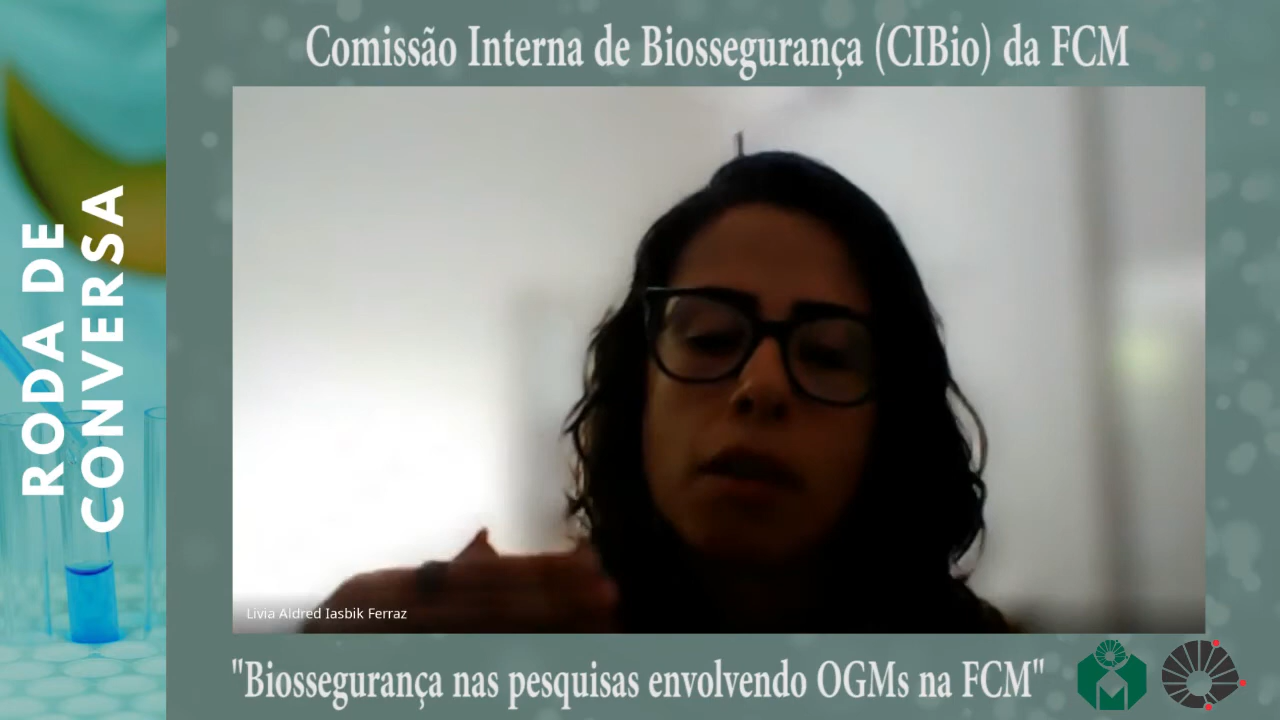 Comissão Interna de Biossegurança (CIBio) da FCM
RODA DE
CONVERSA
Livia Aldred Iasbik Ferraz
"Biossegurança nas pesquisas envolvendo OGMs na FCM"